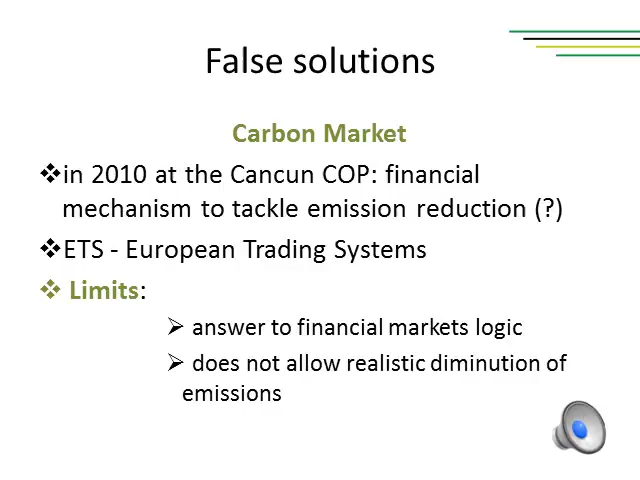 False solutions
Carbon Market
❖in 2010 at the Cancun COP: financial
mechanism to tackle emission reduction (?)
❖ETS - European Trading Systems
❖ Limits:
➢ answer to financial markets logic
➢ does not allow realistic diminution of
emissions